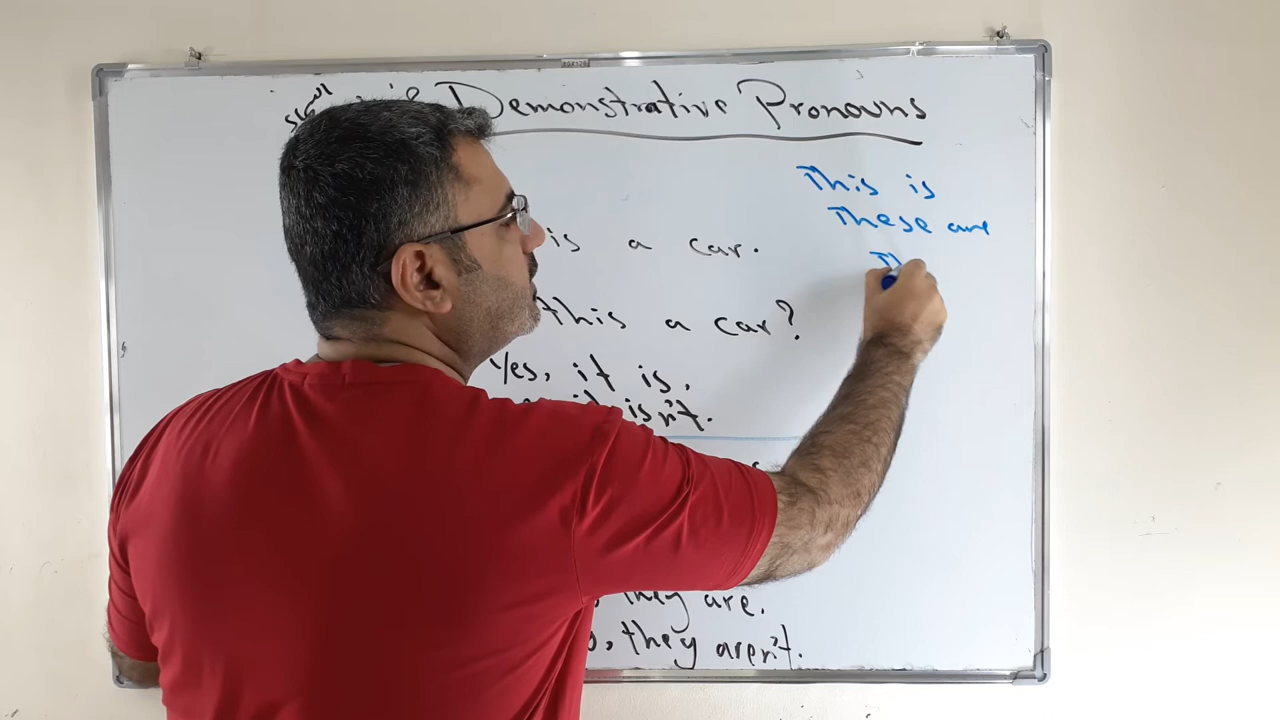 Demonstrative Pronouns
This is
These are
is a car.
this a car?
Yes, it is.
it isn't.
they are.
, they aren't.